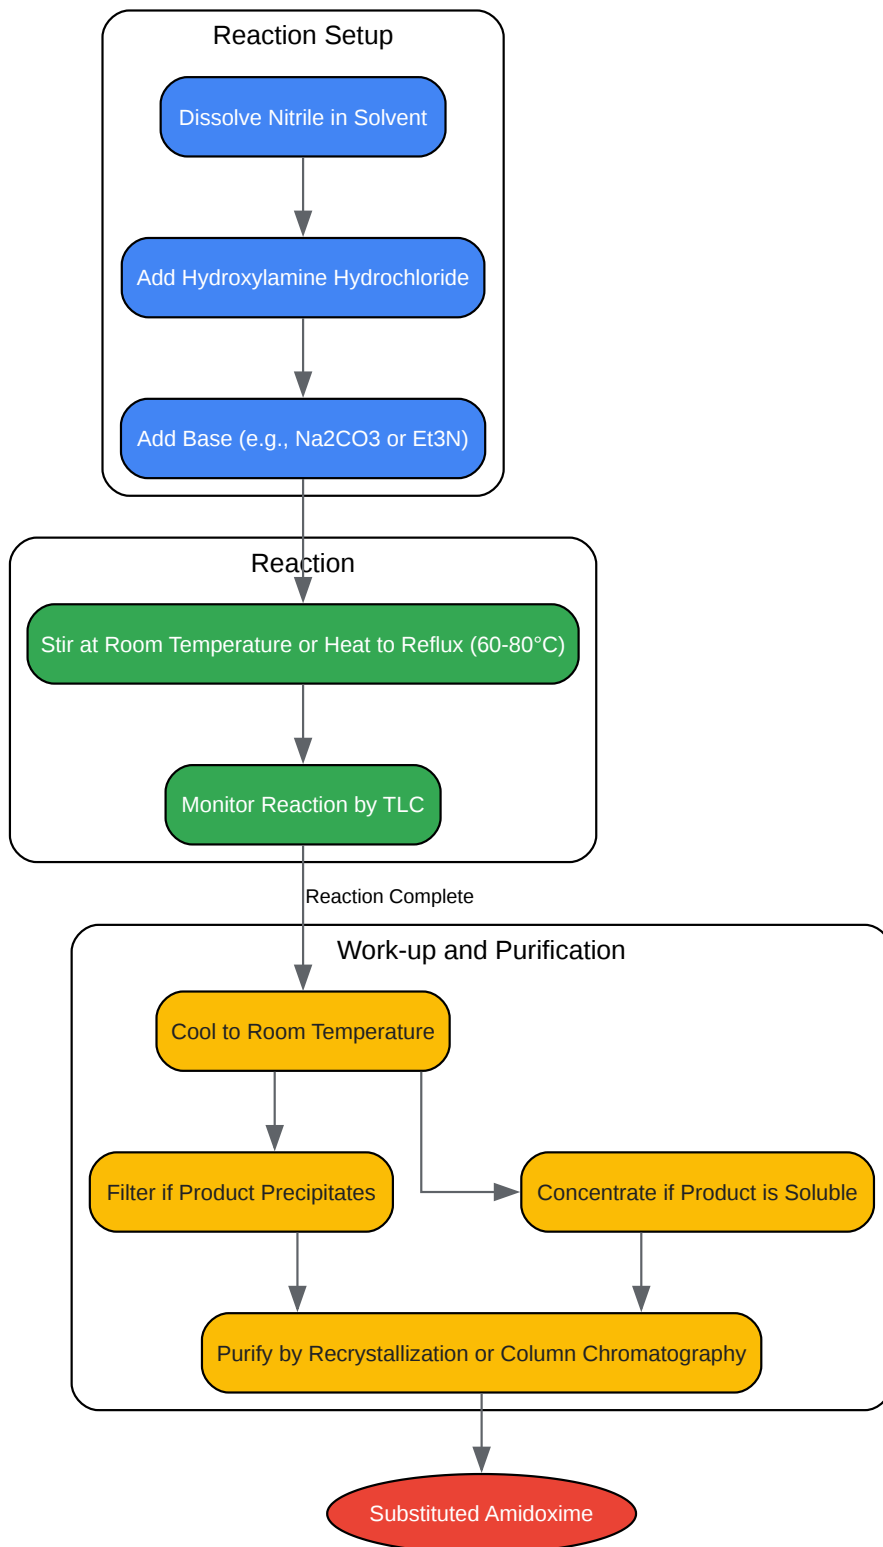 Reaction Setup
Dissolve Nitrile in Solvent
Add Hydroxylamine Hydrochloride
Add Base (e.g., Na2CO3 or Et3N)
Reaction
Stir at Room Temperature or Heat to Reflux (60-80°C)
Monitor Reaction by TLC
Reaction Complete
Work-up and Purification
Cool to Room Temperature
Filter if Product Precipitates
Concentrate if Product is Soluble
Purify by Recrystallization or Column Chromatography
Substituted Amidoxime